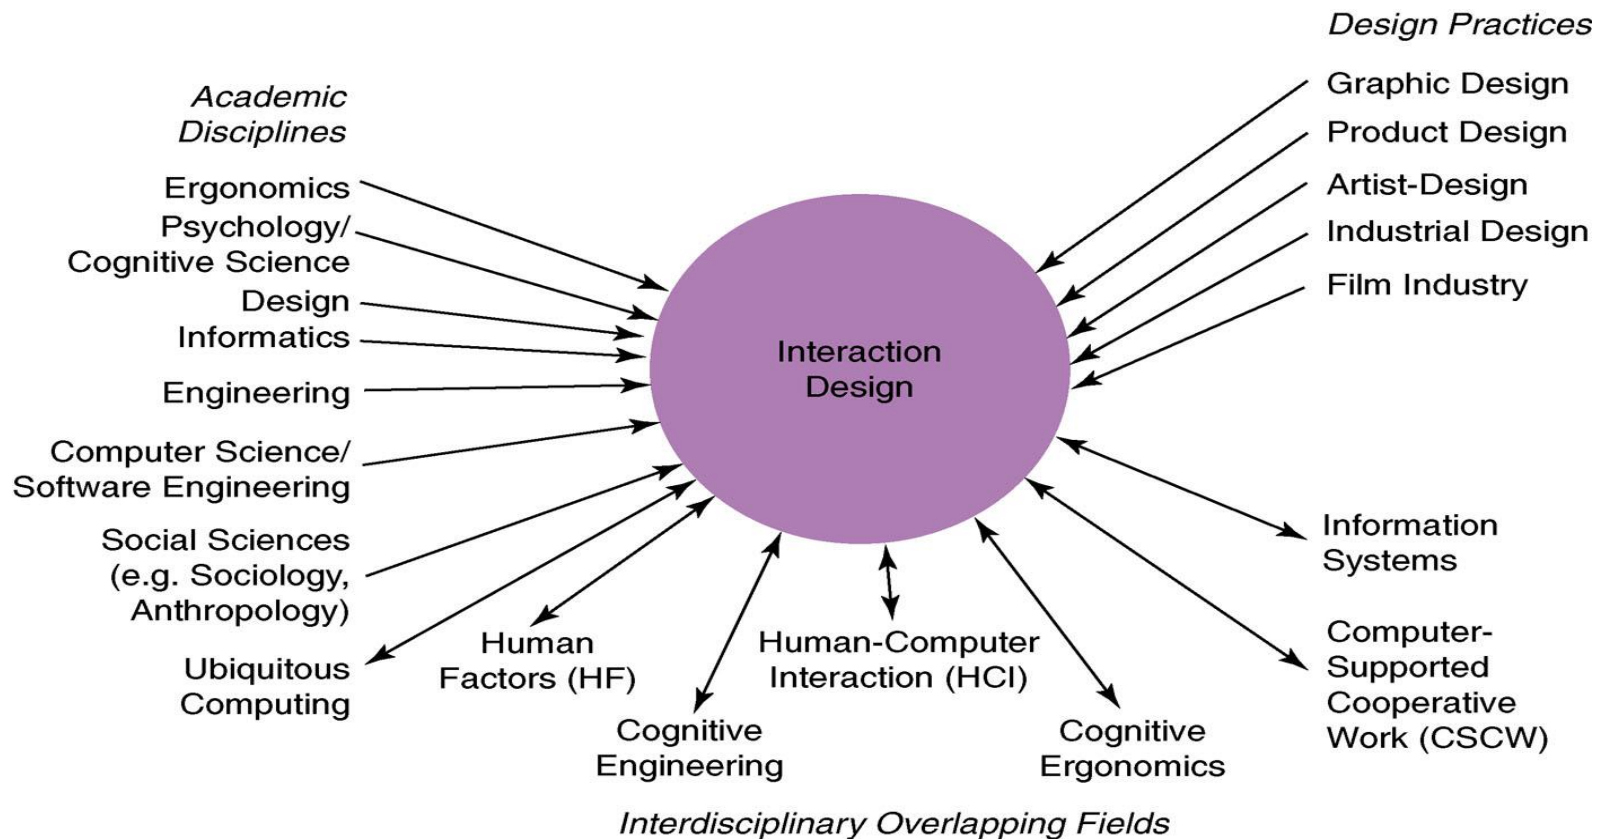 Academic
Disciplines
Ergonomics
Psychology/
Cognitive Science
Design
Informatics
Engineering
Computer Science/
Software Engineering
Social Sciences
(e.g. Sociology,
Anthropology)
Ubiquitous
Computing
Human
Factors (HF)
Cognitive
Engineering
Human-Computer
Interaction (HCI)
Cognitive
Ergonomics
Interdisciplinary Overlapping Fields
Interaction
Design
Design Practices
Graphic Design
Product Design
Artist-Design
Industrial Design
Film Industry
Information
Systems
Computer-
Supported
Cooperative
Work (CSCW)